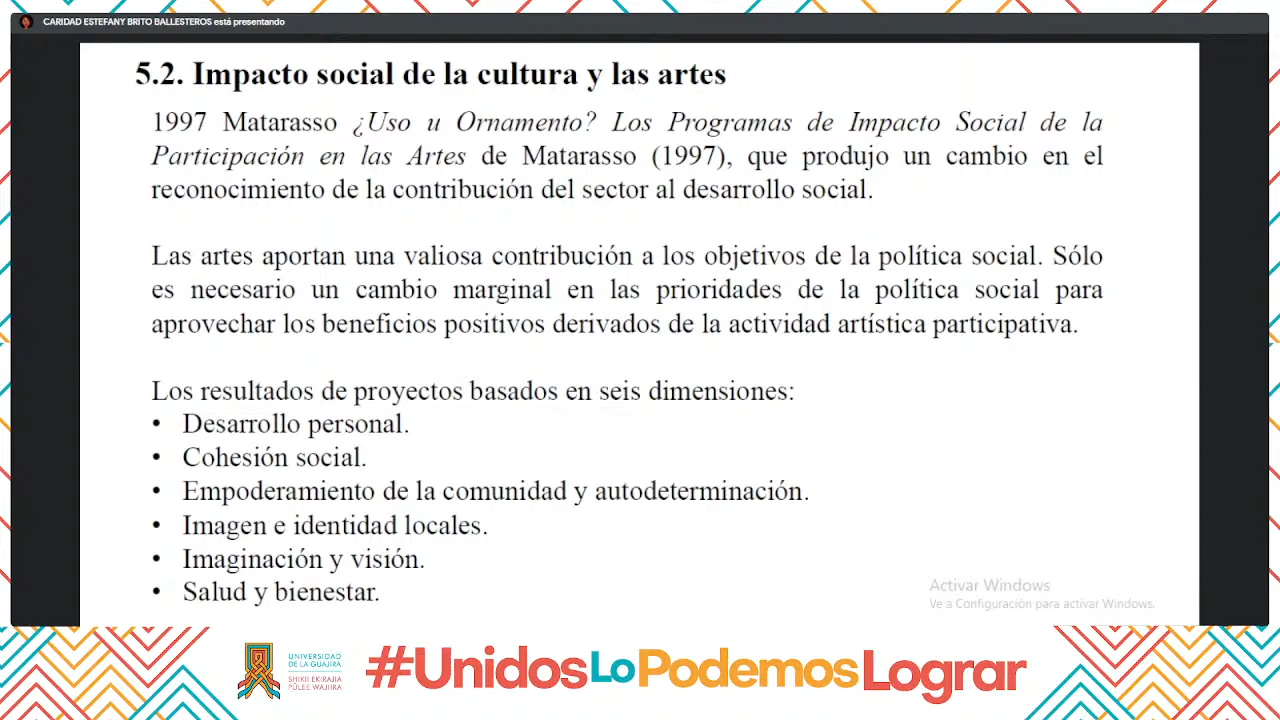 CARIDAD ESTEFANY BRITO BALLESTEROS está presentando
5.2. Impacto social de la cultura y las artes
1997 Matarasso ¿Uso u Ornamento? Los Programas de Impacto Social de la
Participación en las Artes de Matarasso (1997), que produjo un cambio en el
reconocimiento de la contribución del sector al desarrollo social.
Las artes aportan una valiosa contribución a los objetivos de la política social. Sólo
es necesario un cambio marginal en las prioridades de la política social para
aprovechar los beneficios positivos derivados de la actividad artística participativa.
Los resultados de proyectos basados en seis dimensiones:
• Desarrollo personal.
• Cohesión social.
• Empoderamiento de la comunidad y autodeterminación.
• Imagen e identidad locales.
• Imaginación y visión.
• Salud y bienestar.
Activar Windows
Ve a Configuración para activar Windows.
UNIVERSIDAD
DE LA GUAJIRA
SHIKII EKIRAJIA
PÜLEE WAJIIRA
#UnidosLoPodemosLograr